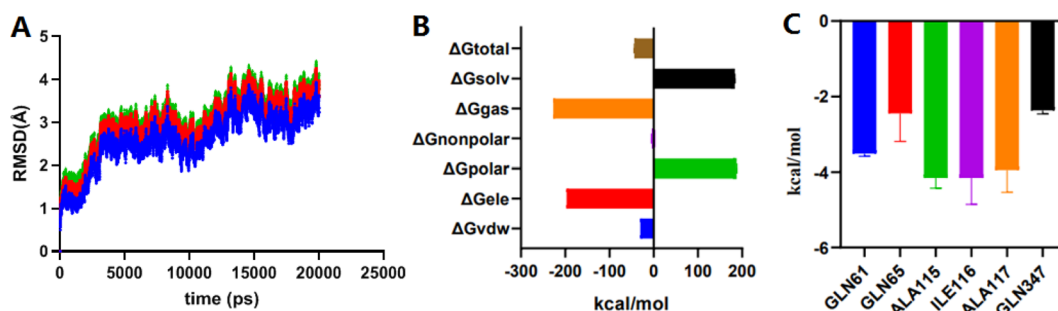 A
RMSD(Å)
5
4
3
2
1
0
0
5000
10000
15000
20000
25000
time (ps)
B
ΔGtotal
ΔGsolv
ΔGgas
ΔGnonpolar
ΔGpolar
ΔGele
ΔGvdw
-300
-200
-100
0
100
200
kcal/mol
C
kcal/mol
0
-2
-4
-6
GLN61
GLN65
ALA115
ILE116
ALA117
GLN347